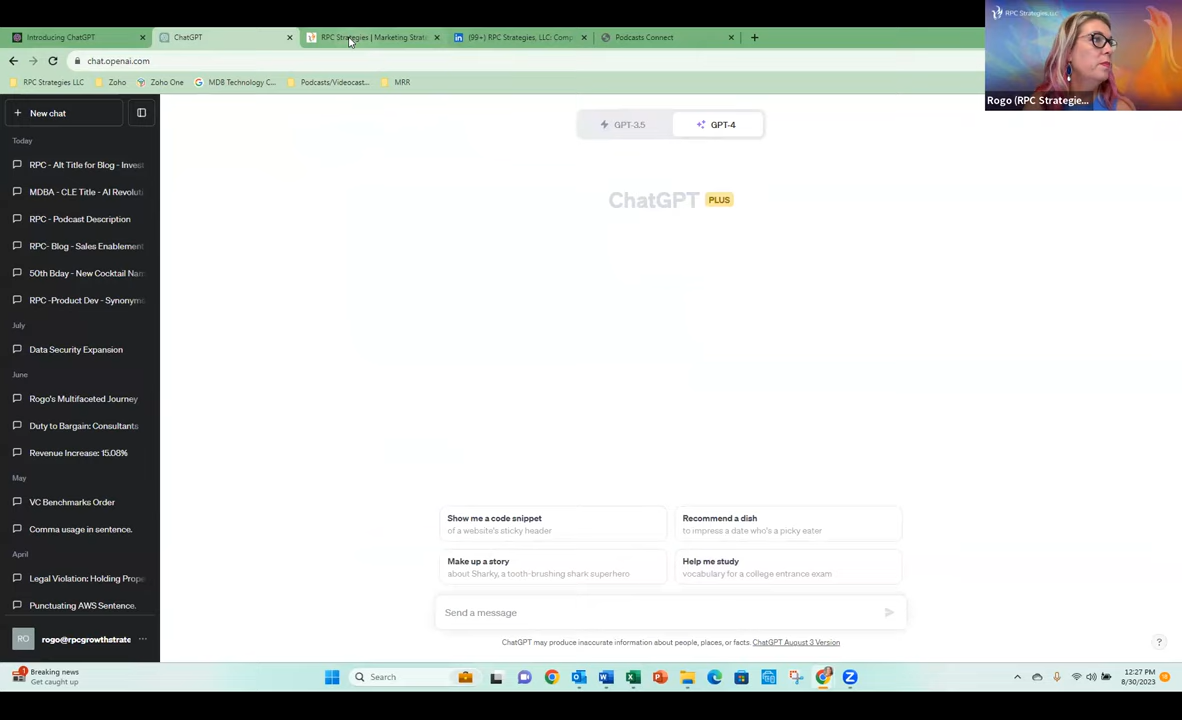 Introducing ChatGPT
ChatGPT
RPC Strategies | Marketing Strate
(99+) RPC Strategies, LLC: Comp
Podcasts Connect
chat.openai.com
RPC Strategies LLC
Zoho
Zoho One
MDB Technology C...
Podcasts/Videocast...
MRR
RPC Strategies, LLC
Rogo (RPC Strategie...
New chat
Today
RPC - Alt Title for Blog - Invest
MDBA - CLE Title - AI Revoluti
RPC - Podcast Description
RPC- Blog - Sales Enablement
50th Bday - New Cocktail Nam
RPC -Product Dev - Synonyms
July
Data Security Expansion
June
Rogo's Multifaceted Journey
Duty to Bargain: Consultants
Revenue Increase: 15.08%
May
VC Benchmarks Order
Comma usage in sentence.
April
Legal Violation: Holding Prope
Punctuating AWS Sentence.
RO
rogo@rpcgrowthstrate
GPT-3.5
GPT-4
ChatGPT PLUS
Show me a code snippet
of a website's sticky header
Recommend a dish
to impress a date who's a picky eater
Make up a story
about Sharky, a tooth-brushing shark superhero
Help me study
vocabulary for a college entrance exam
Send a message
ChatGPT may produce inaccurate information about people, places, or facts. ChatGPT August 3 Version
?
1
Breaking news
Get caught up
Search
12:27 PM
8/30/2023